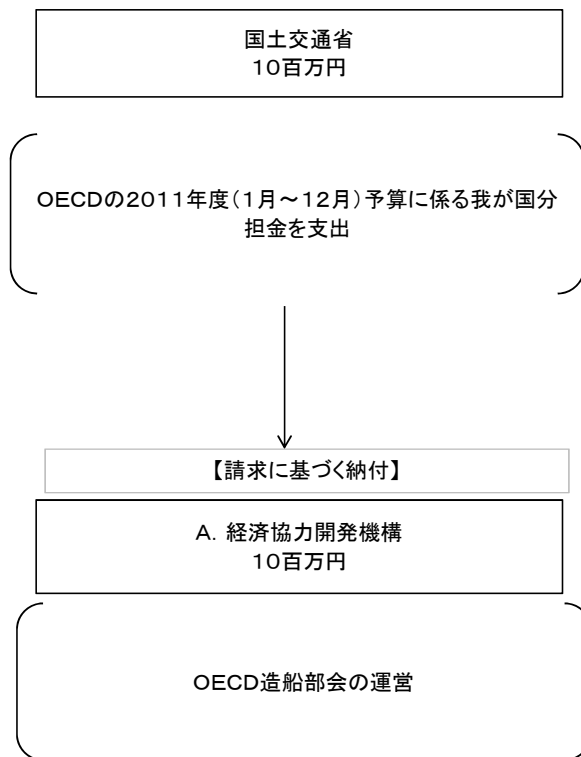 国土交通省
10百万円
OECDの2011年度(1月～12月)予算に係る我が国分
担金を支出
【請求に基づく納付】
A. 経済協力開発機構
10百万円
OECD造船部会の運営